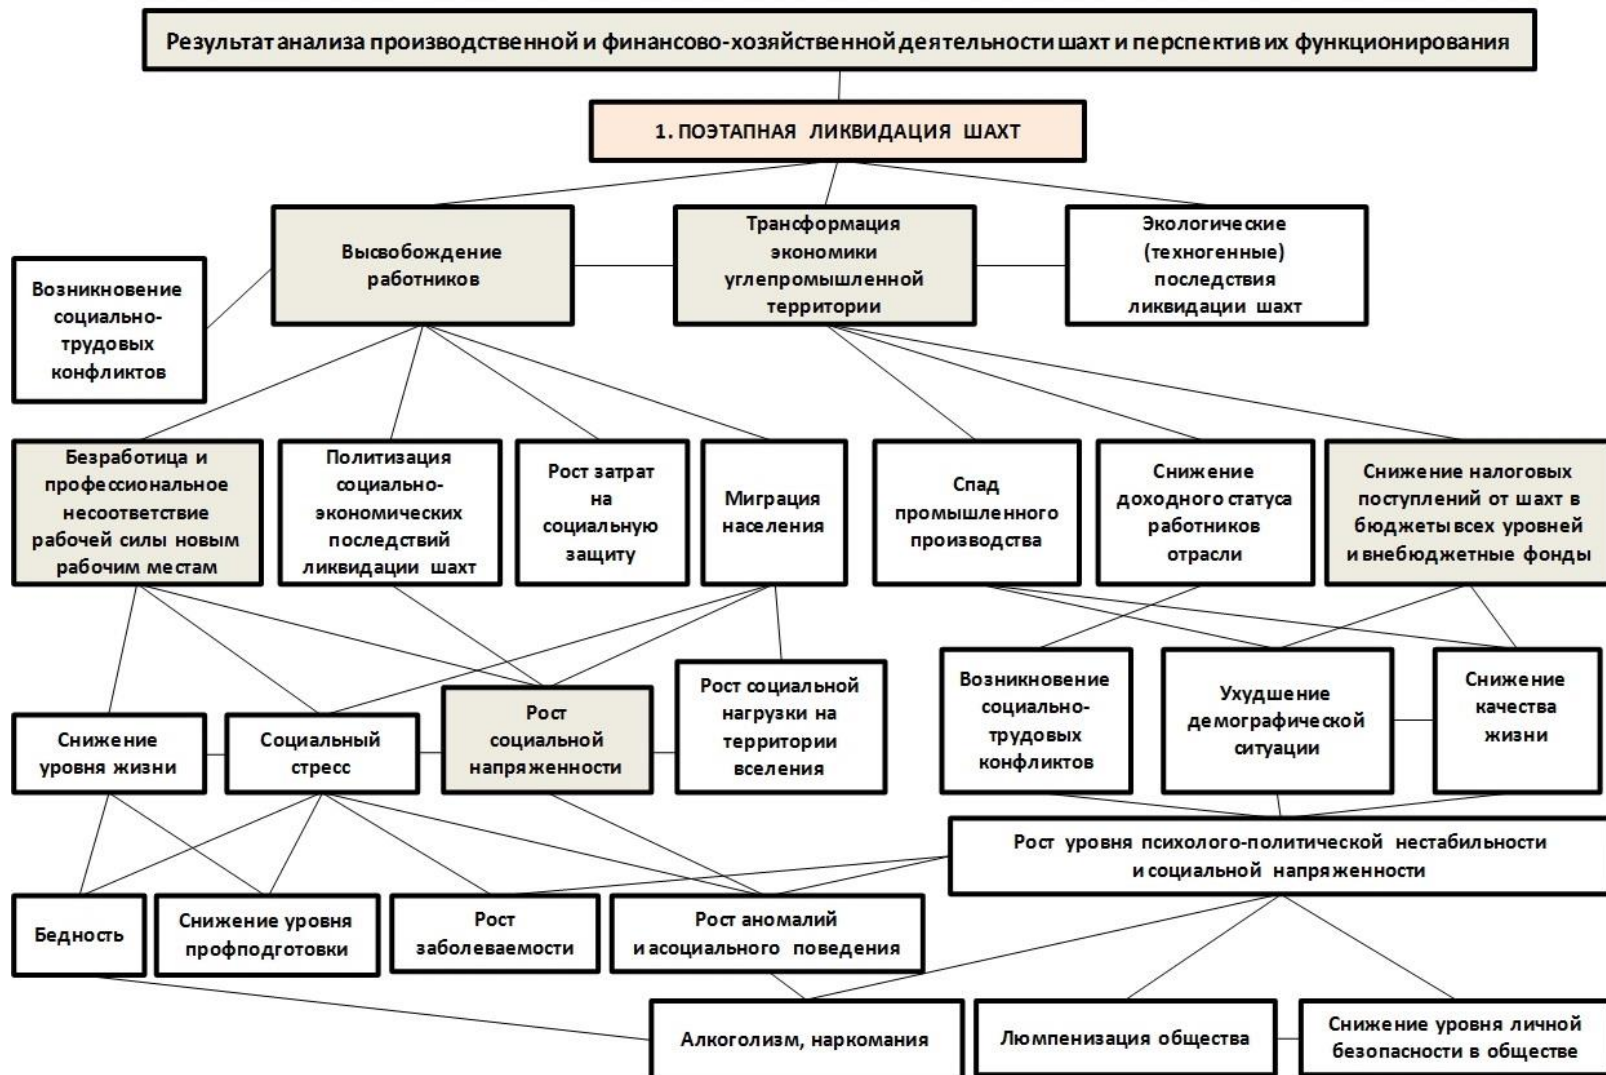 Результат анализа производственной и финансово-хозяйственной деятельности шахт и перспектив их функционирования
1. ПОЭТАПНАЯ ЛИКВИДАЦИЯ ШАХТ
Высвобождение
работников
Трансформация
экономики
углепромышленной
территории
Экологические
(техногенные)
последствия
ликвидации шахт
Возникновение
социально-
трудовых
конфликтов
Безработица и
профессиональное
несоответствие
рабочей силы новым
рабочим местам
Политизация
социально-
экономических
последствий
ликвидации шахт
Рост затрат
на
социальную
защиту
Миграция
населения
Спад
промышленного
производства
Снижение
доходного статуса
работников
отрасли
Снижение налоговых
поступлений от шахт в
бюджеты всех уровней
и внебюджетные фонды
Снижение
уровня жизни
Социальный
стресс
Рост
социальной
напряженности
Рост социальной
нагрузки на
территории
вселения
Возникновение
социально-
трудовых
конфликтов
Ухудшение
демографической
ситуации
Снижение
качества
жизни
Рост уровня психолого-политической нестабильности
и социальной напряженности
Бедность
Снижение уровня
профподготовки
Рост
заболеваемости
Рост аномалий
и асоциального поведения
Алкоголизм, наркомания
Люмпенизация общества
Снижение уровня личной
безопасности в обществе